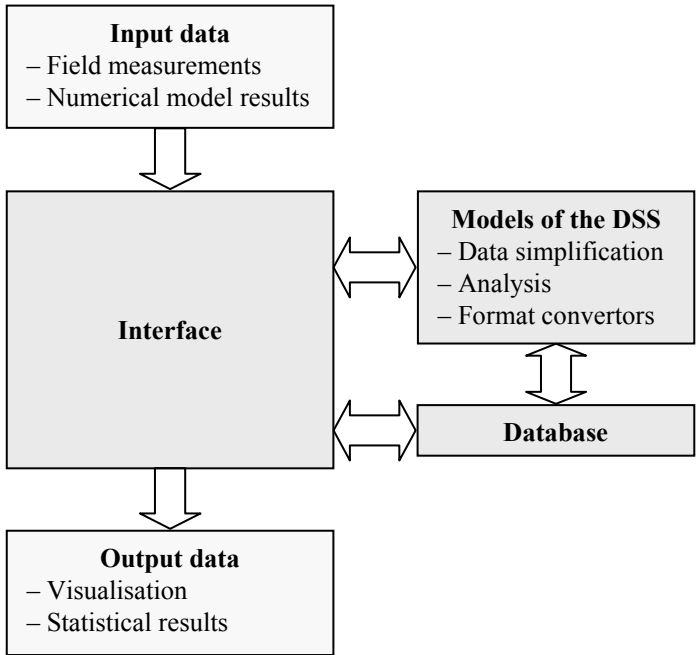 Input data
– Field measurements
– Numerical model results
Interface
Models of the DSS
– Data simplification
– Analysis
– Format convertors
Database
Output data
– Visualisation
– Statistical results